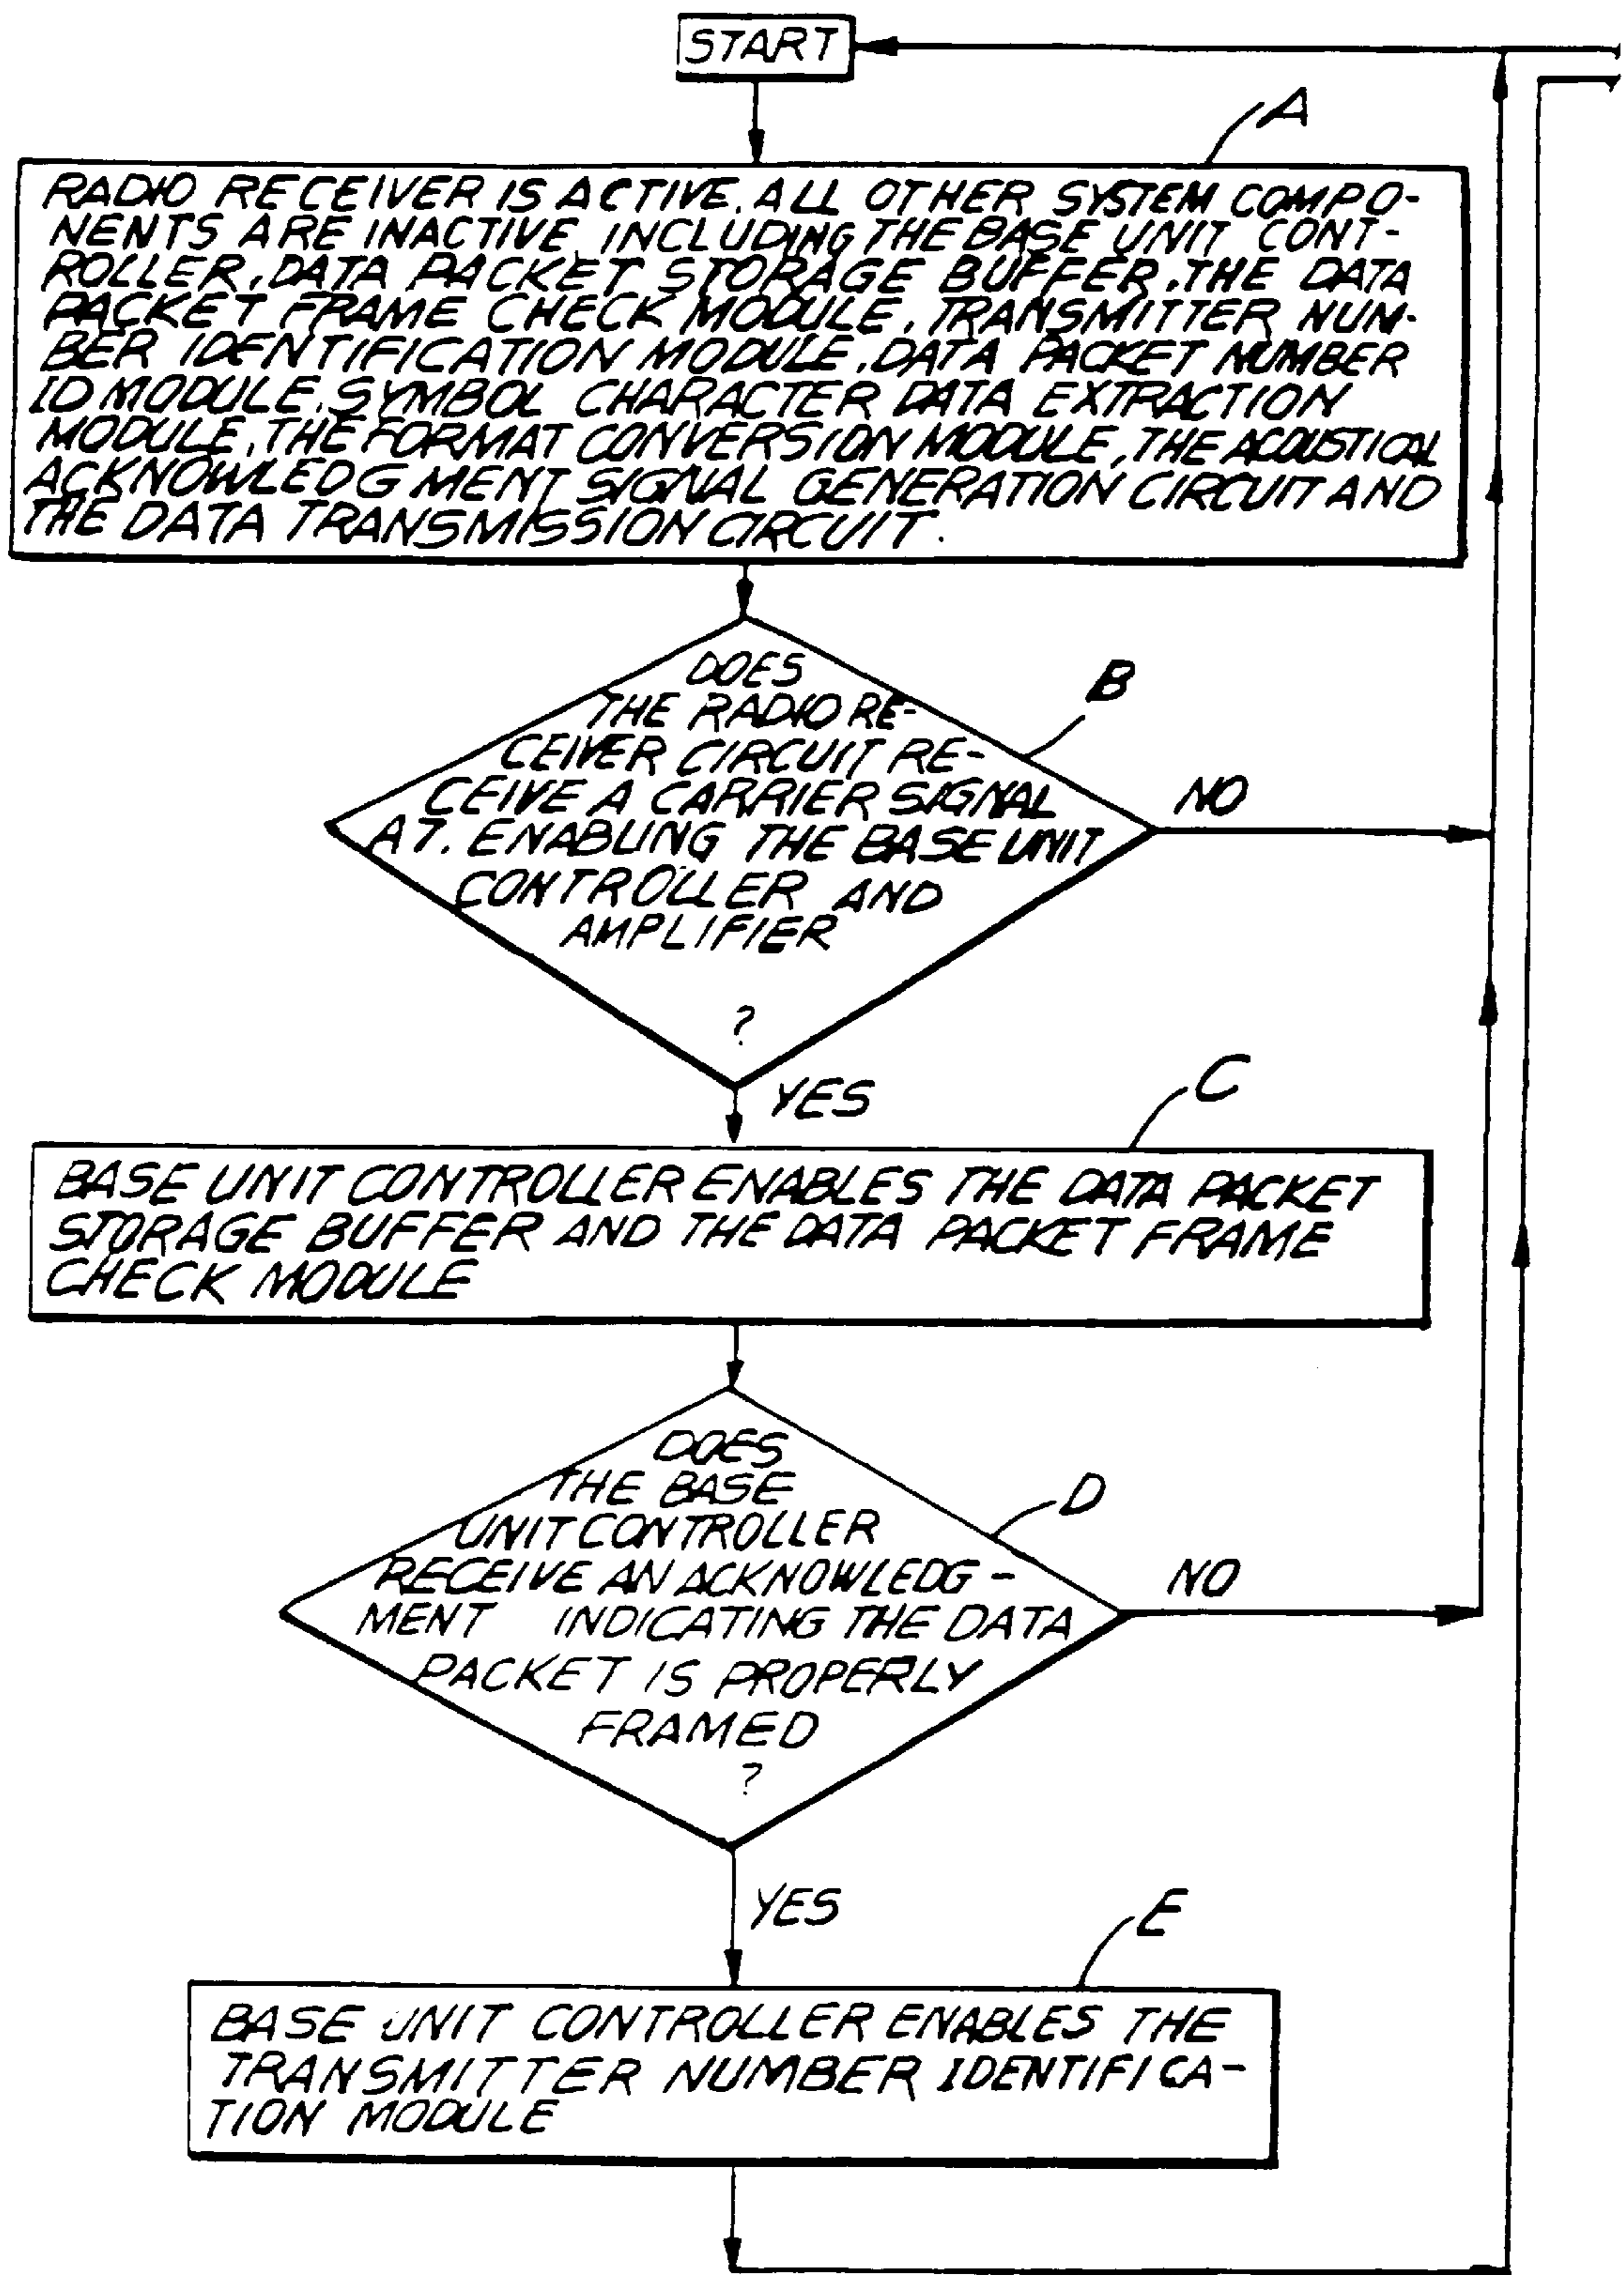 START
A
RADIO RECEIVER IS ACTIVE. ALL OTHER SYSTEM COMPO-
NENTS ARE INACTIVE, INCLUDING THE BASE UNIT CONT-
ROLLER, DATA PACKET STORAGE BUFFER, THE DATA
PACKET FRAME CHECK MODULE, TRANSMITTER NUM-
BER IDENTIFICATION MODULE, DATA PACKET NUMBER
ID MODULE, SYMBOL CHARACTER DATA EXTRACTION
MODULE, THE FORMAT CONVERSION MODULE, THE ACOUSTICAL
ACKNOWLEDGMENT SIGNAL GENERATION CIRCUIT AND
THE DATA TRANSMISSION CIRCUIT.
B
DOES
THE RADIO RE-
CEIVER CIRCUIT RE-
CEIVE A CARRIER SIGNAL
AT. ENABLING THE BASE UNIT
CONTROLLER AND
AMPLIFIER
?
NO
YES
C
BASE UNIT CONTROLLER ENABLES THE DATA PACKET
STORAGE BUFFER AND THE DATA PACKET FRAME
CHECK MODULE
D
DOES
THE BASE
UNIT CONTROLLER
RECEIVE AN ACKNOWLEDG-
MENT INDICATING THE DATA
PACKET IS PROPERLY
FRAMED
?
NO
YES
E
BASE UNIT CONTROLLER ENABLES THE
TRANSMITTER NUMBER IDENTIFICA-
TION MODULE